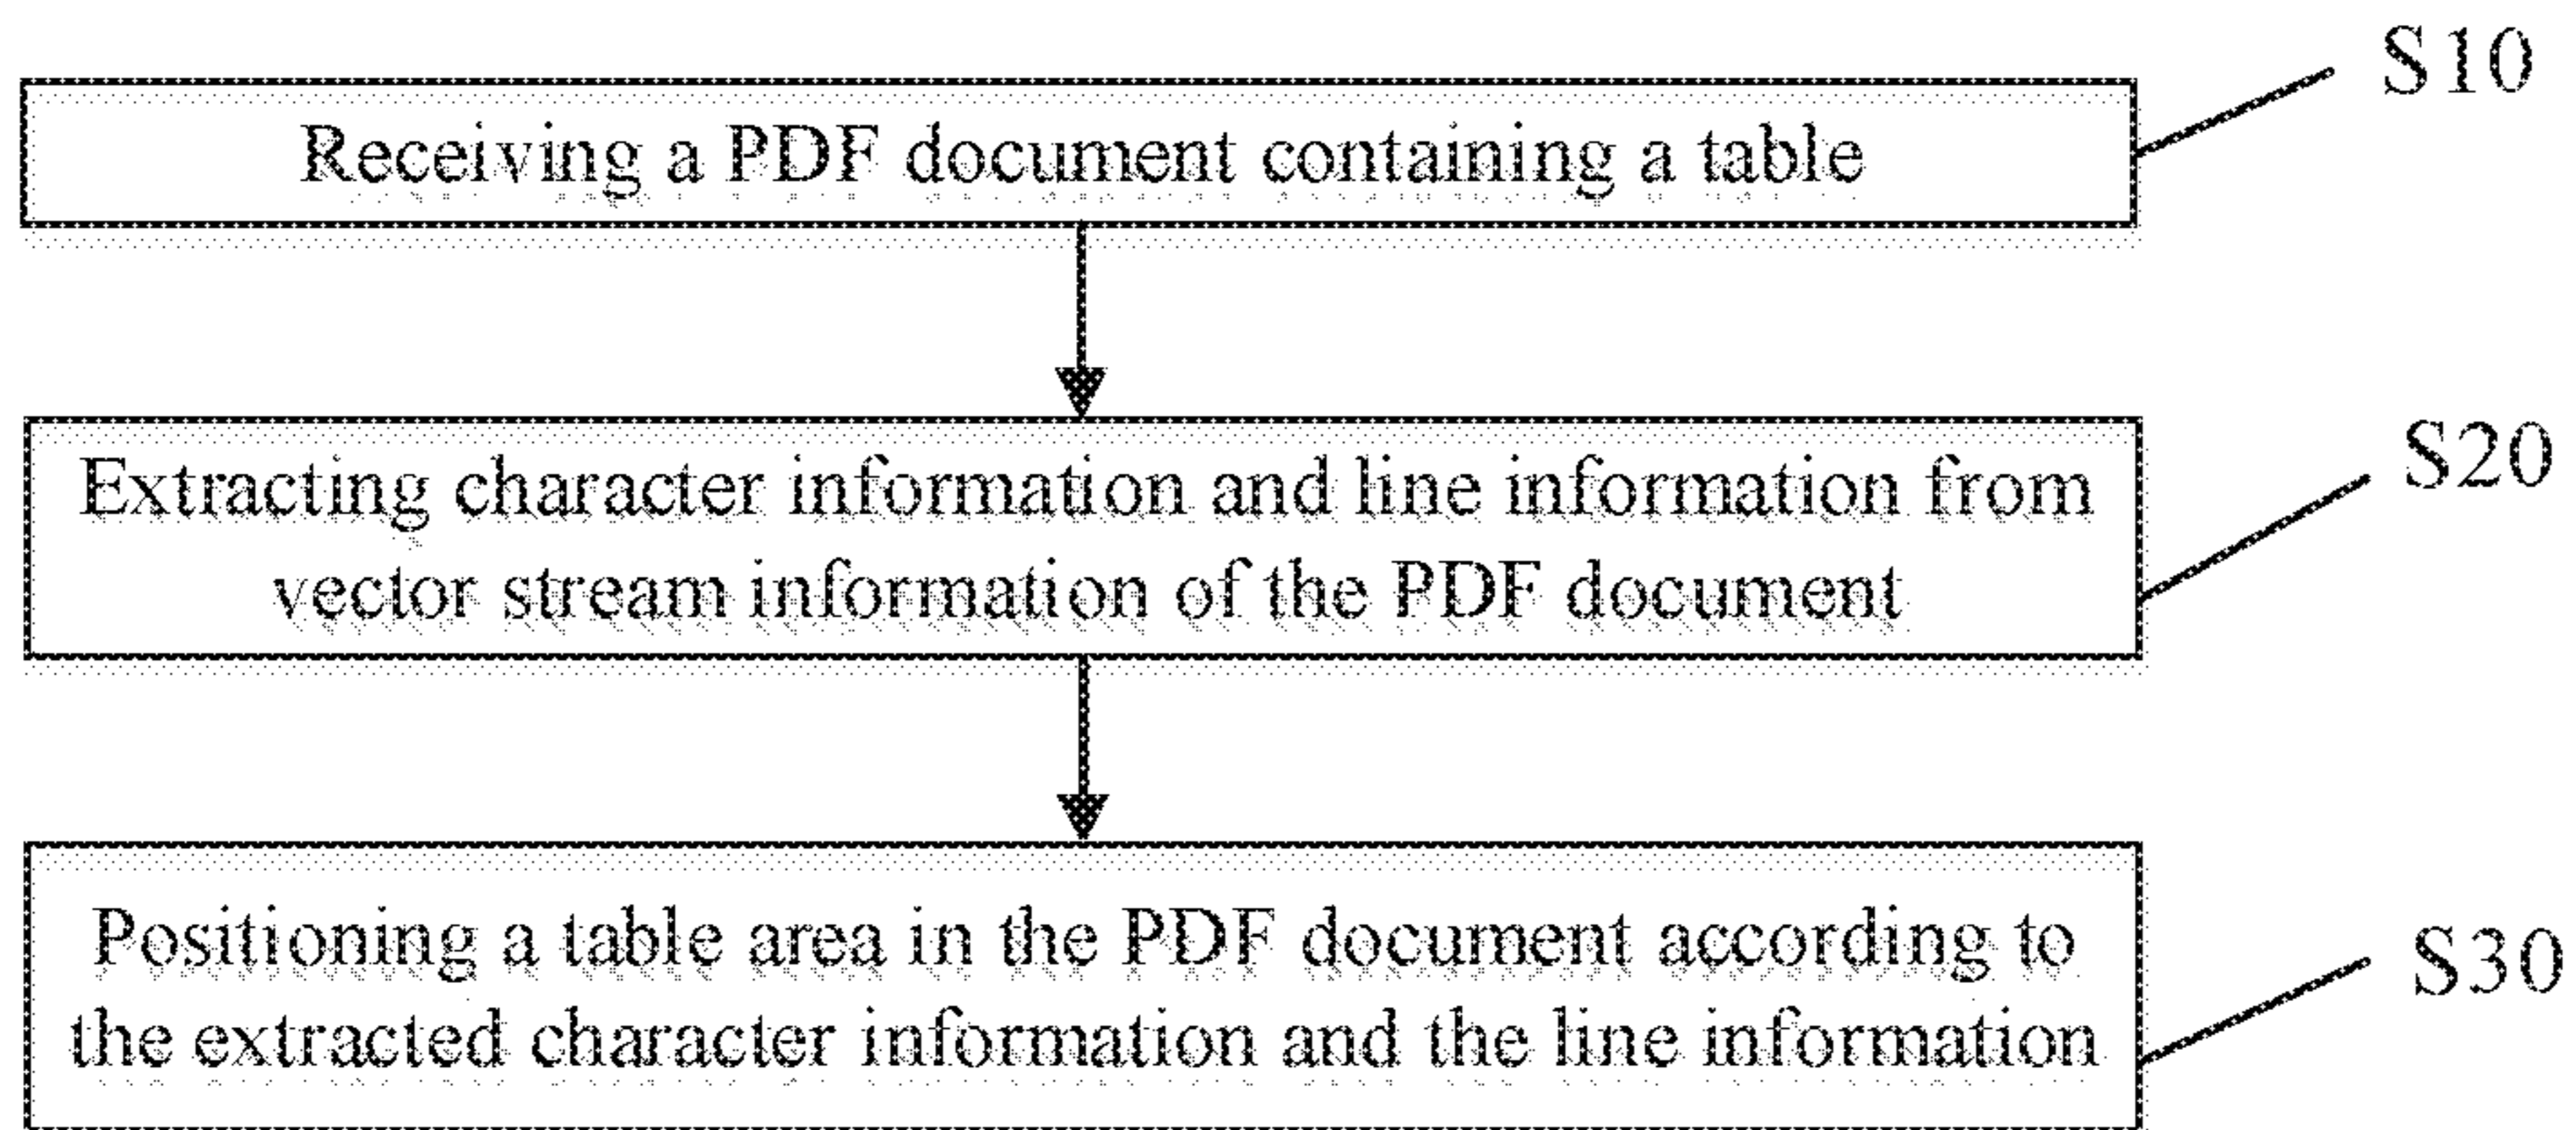 S10
Receiving a PDF document containing a table
S20
Extracting character information and line information from
vector stream information of the PDF document
S30
Positioning a table area in the PDF document according to
the extracted character information and the line information